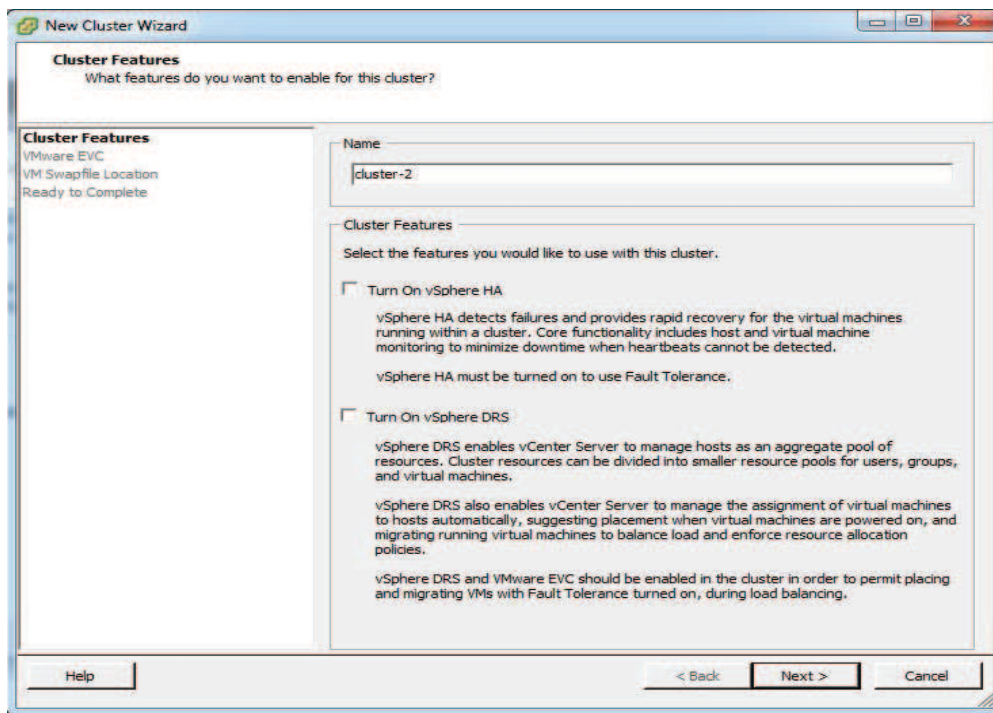 New Cluster Wizard
Cluster Features
What features do you want to enable for this cluster?
Cluster Features
VMware EVC
VM Swapfile Location
Ready to Complete
Name
cluster-2
Cluster Features
Select the features you would like to use with this cluster.
Turn On vSphere HA
vSphere HA detects failures and provides rapid recovery for the virtual machines
running within a cluster. Core functionality includes host and virtual machine
monitoring to minimize downtime when heartbeats cannot be detected.
vSphere HA must be turned on to use Fault Tolerance.
Turn On vSphere DRS
vSphere DRS enables vCenter Server to manage hosts as an aggregate pool of
resources. Cluster resources can be divided into smaller resource pools for users, groups,
and virtual machines.
vSphere DRS also enables vCenter Server to manage the assignment of virtual machines
to hosts automatically, suggesting placement when virtual machines are powered on, and
migrating running virtual machines to balance load and enforce resource allocation
policies.
vSphere DRS and VMware EVC should be enabled in the cluster in order to permit placing
and migrating VMs with Fault Tolerance turned on, during load balancing.
Help
< Back
Next >
Cancel